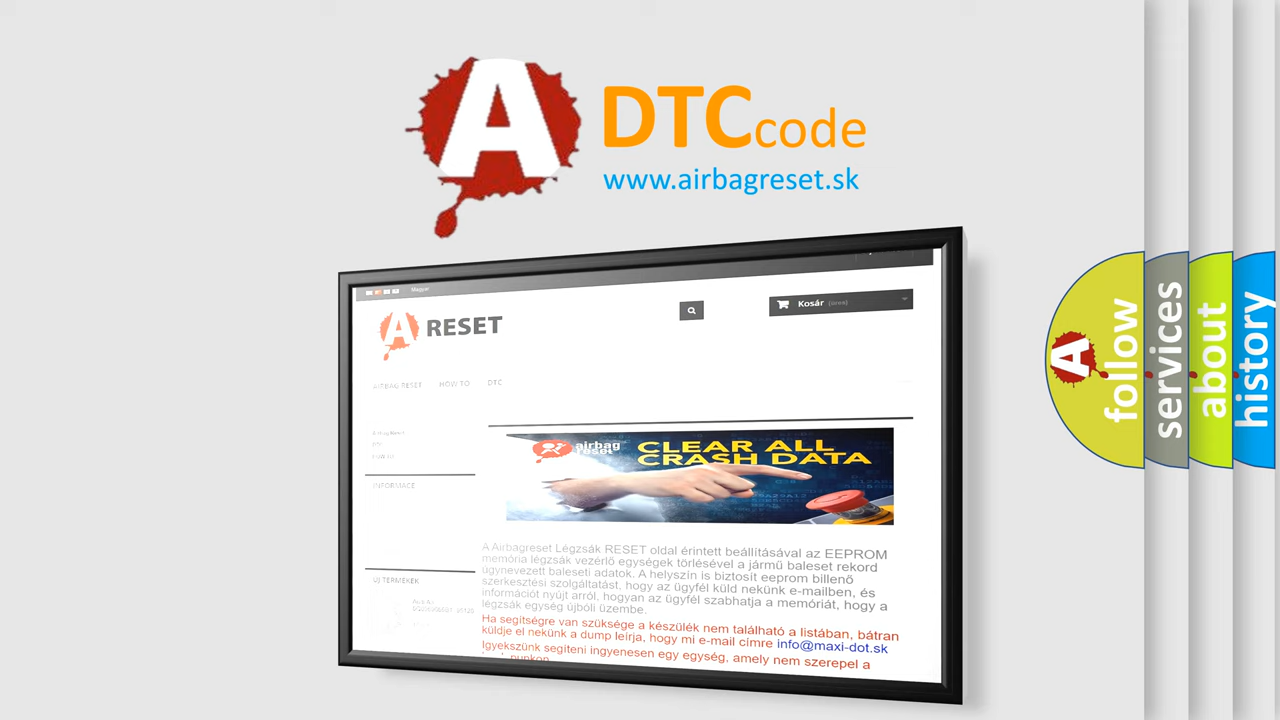 A DTC code
www.airbagreset.sk
Magyar
A RESET
Kosár (üres)
AIRBAG RESET HOW TO DTC
INFORMACE
airbag
reset
CLEAR ALL
CRASH DATA
A Airbagreset Légzsák RESET oldal érintett beállításával az EEPROM
memória légzsák vezérlő egységek törlésével a jármű baleset rekord
úgynevezett baleseti adatok. A helyszín is biztosít eeprom billenő
szerkesztési szolgáltatást, hogy az ügyfél küld nekünk e-mailben, és
információt nyújt arról, hogyan az ügyfél szabhatja a memóriát, hogy a
légzsák egység újbóli üzembe.
Ha segítségre van szüksége a készülék nem található a listában, bátran
küldje el nekünk a dump leírja, hogy mi e-mail címre info@maxi-dot.sk
Igyekszünk segíteni ingyenesen egy egység, amely nem szerepel a
ÚJ TERMÉKEK
A follow
services
about
history